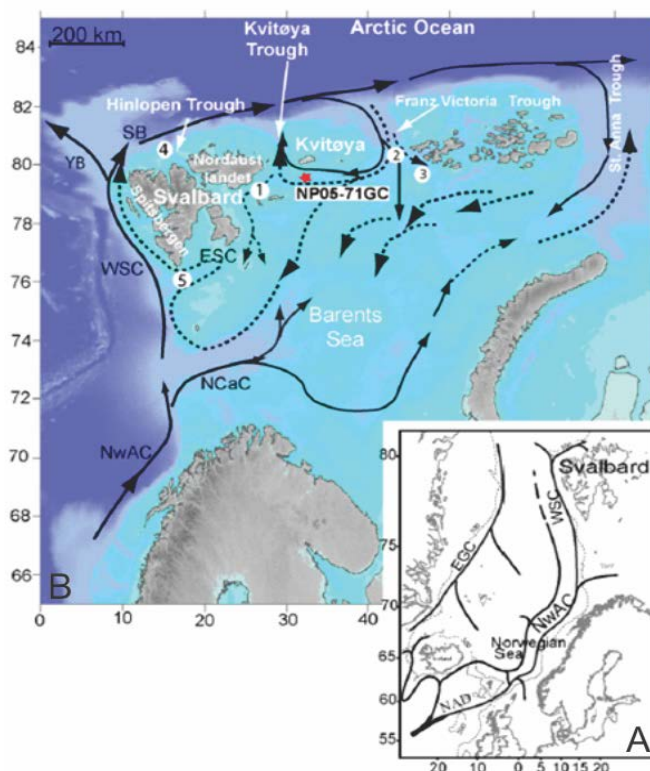 200 km
Kvitøya
Trough
Arctic Ocean
Hinlopen Trough
Franz Victoria Trough
St. Anna Trough
SB
YB
4
Kvitøya
Nordaust
landet
2
3
1
Svalbard
NP05-71GC
Spitsbergen
WSC
ESC
5
Barents
Sea
NCaC
NwAC
B
84
82
80
78
76
74
72
70
68
66
0
10
20
30
40
Svalbard
WSC
EGC
NwAC
Norwegian
Sea
NAD
A
80
75
70
65
60
55
20
10
0
5
10
15
20